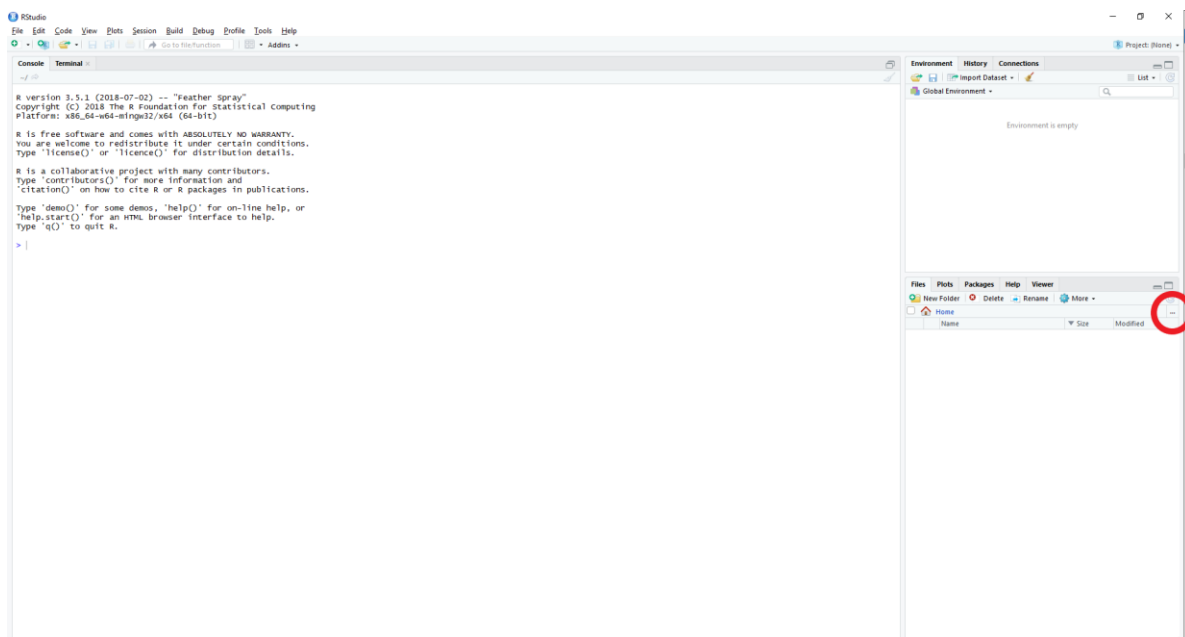 RStudio
File Edit Code View Plots Session Build Debug Profile Tools Help
Go to file/function Addins Project: (None)
Console Terminal
~/
R version 3.5.1 (2018-07-02) -- "Feather Spray"
Copyright (C) 2018 The R Foundation for Statistical Computing
Platform: x86_64-w64-mingw32/x64 (64-bit)
R is free software and comes with ABSOLUTELY NO WARRANTY.
You are welcome to redistribute it under certain conditions.
Type 'license()' or 'licence()' for distribution details.
R is a collaborative project with many contributors.
Type 'contributors()' for more information and
'citation()' on how to cite R or R packages in publications.
Type 'demo()' for some demos, 'help()' for on-line help, or
'help.start()' for an HTML browser interface to help.
Type 'q()' to quit R.
>
Environment History Connections
Import Dataset List
Global Environment
Environment is empty
Files Plots Packages Help Viewer
New Folder Delete Rename More
Home ...
Name Size Modified